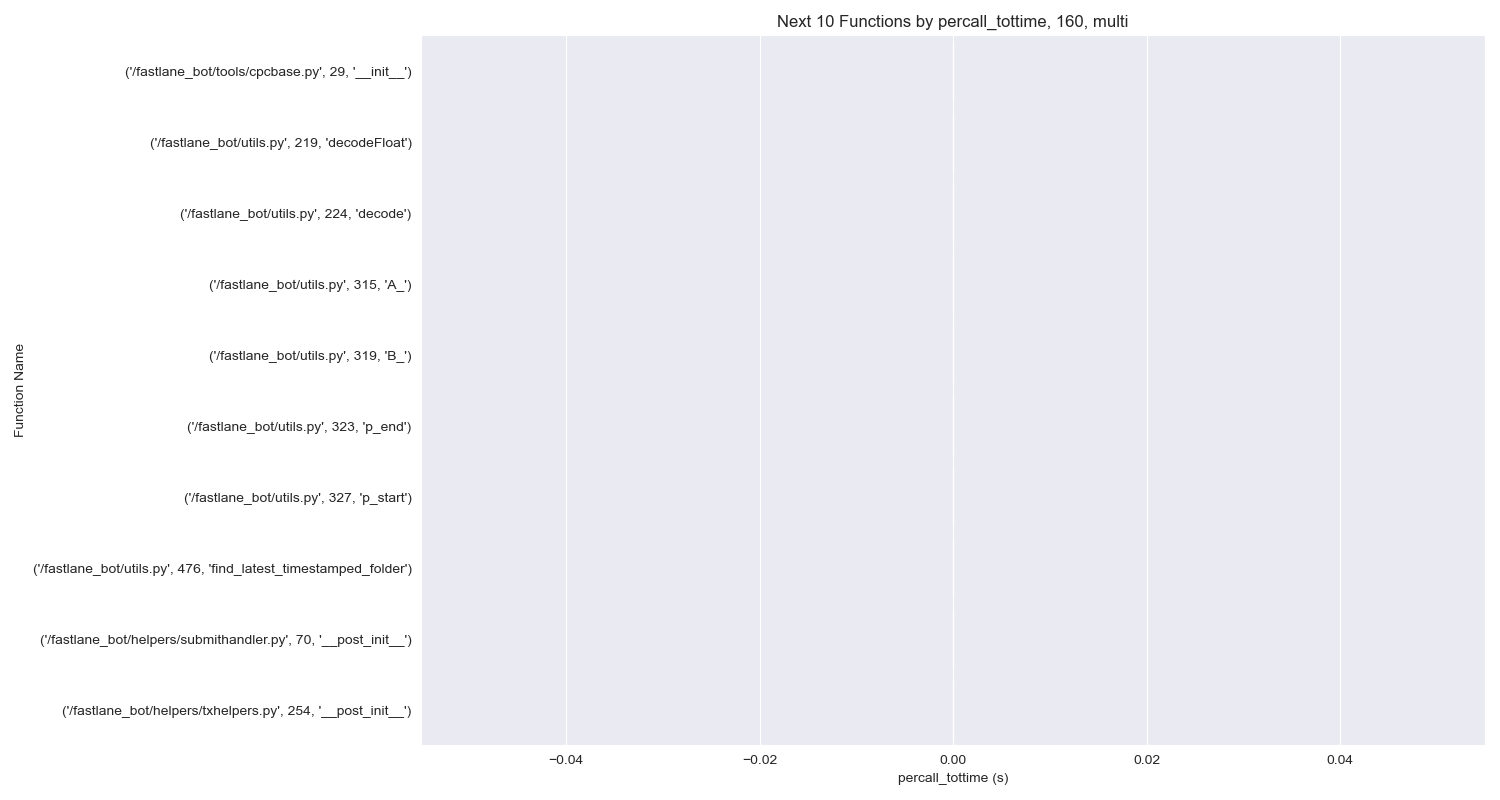 Next 10 Functions by percall_tottime, 160, multi
Function Name
('/fastlane_bot/tools/cpcbase.py', 29, '__init__')
('/fastlane_bot/utils.py', 219, 'decodeFloat')
('/fastlane_bot/utils.py', 224, 'decode')
('/fastlane_bot/utils.py', 315, 'A_')
('/fastlane_bot/utils.py', 319, 'B_')
('/fastlane_bot/utils.py', 323, 'p_end')
('/fastlane_bot/utils.py', 327, 'p_start')
('/fastlane_bot/utils.py', 476, 'find_latest_timestamped_folder')
('/fastlane_bot/helpers/submithandler.py', 70, '__post_init__')
('/fastlane_bot/helpers/txhelpers.py', 254, '__post_init__')
−0.04 −0.02 0.00 0.02 0.04
percall_tottime (s)